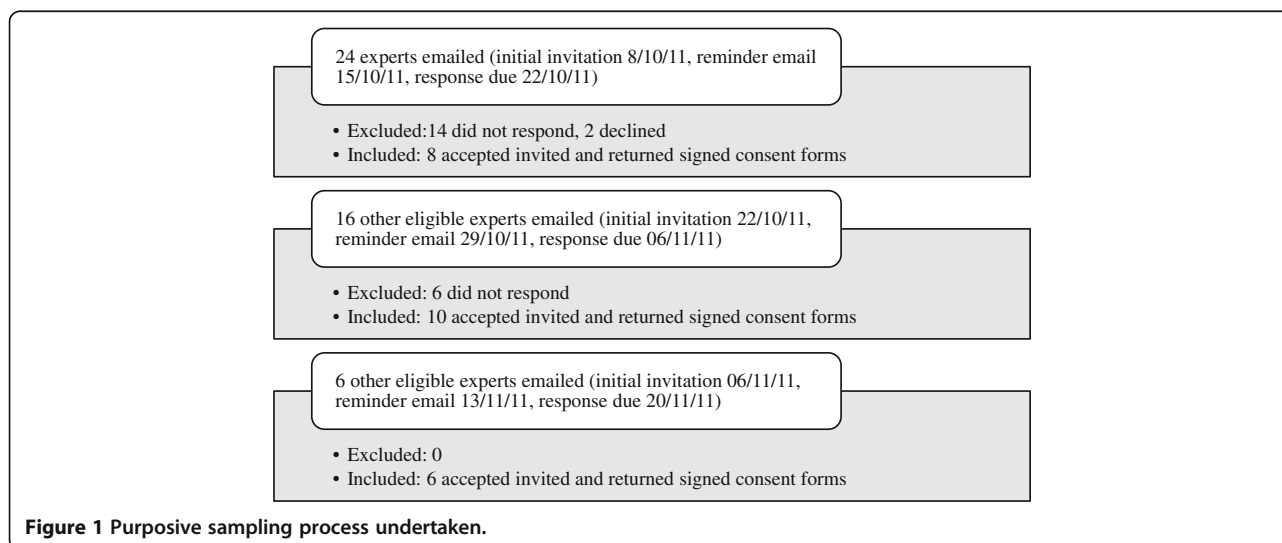 24 experts emailed (initial invitation 8/10/11, reminder email
15/10/11, response due 22/10/11)
• Excluded:14 did not respond, 2 declined
• Included: 8 accepted invited and returned signed consent forms
16 other eligible experts emailed (initial invitation 22/10/11,
reminder email 29/10/11, response due 06/11/11)
• Excluded: 6 did not respond
• Included: 10 accepted invited and returned signed consent forms
6 other eligible experts emailed (initial invitation 06/11/11,
reminder email 13/11/11, response due 20/11/11)
• Excluded: 0
• Included: 6 accepted invited and returned signed consent forms
Figure 1 Purposive sampling process undertaken.